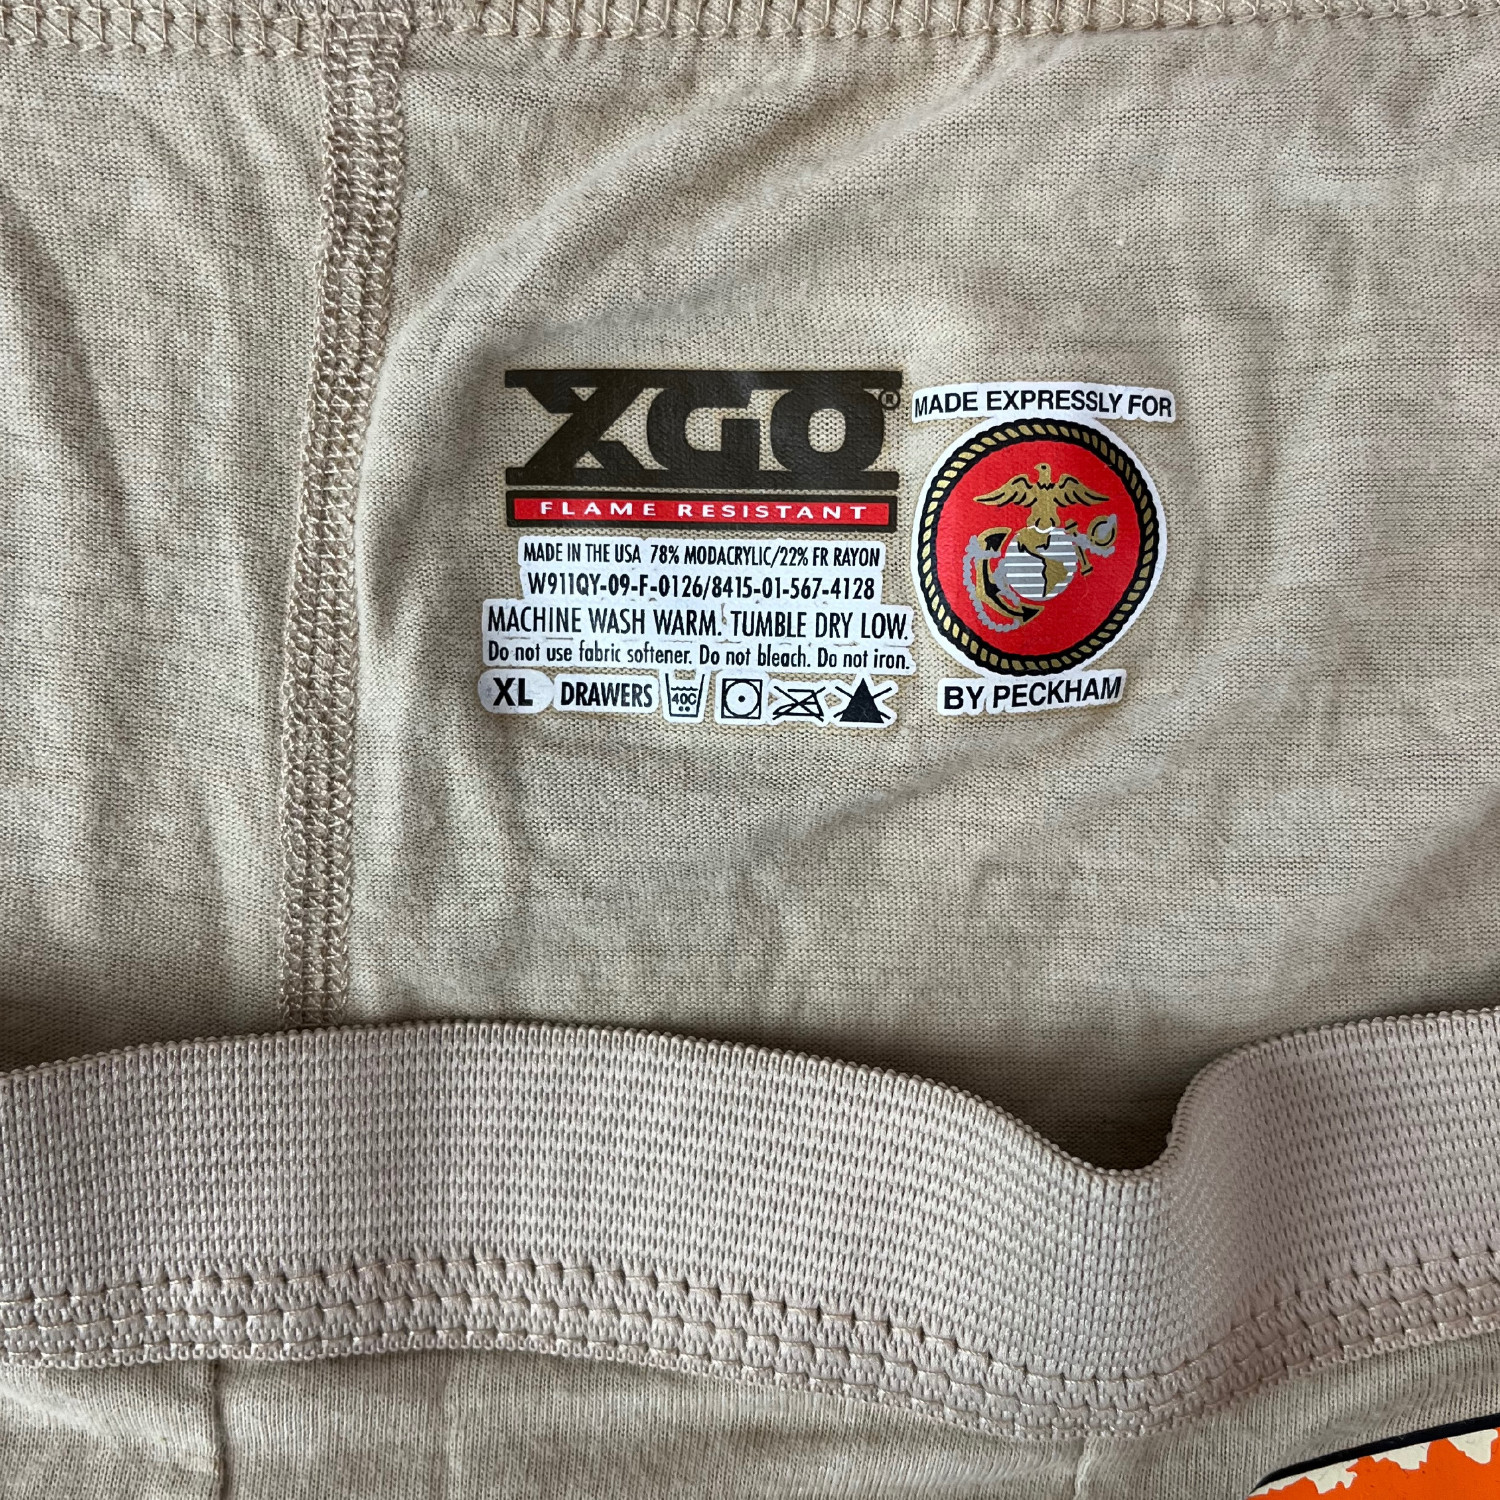 XGO®
FLAME RESISTANT
MADE IN THE USA 78% MODACRYLIC/22% FR RAYON
W911QY-09-F-0126/8415-01-567-4128
MACHINE WASH WARM. TUMBLE DRY LOW.
Do not use fabric softener. Do not bleach. Do not iron.
XL DRAWERS 40C
MADE EXPRESSLY FOR
BY PECKHAM